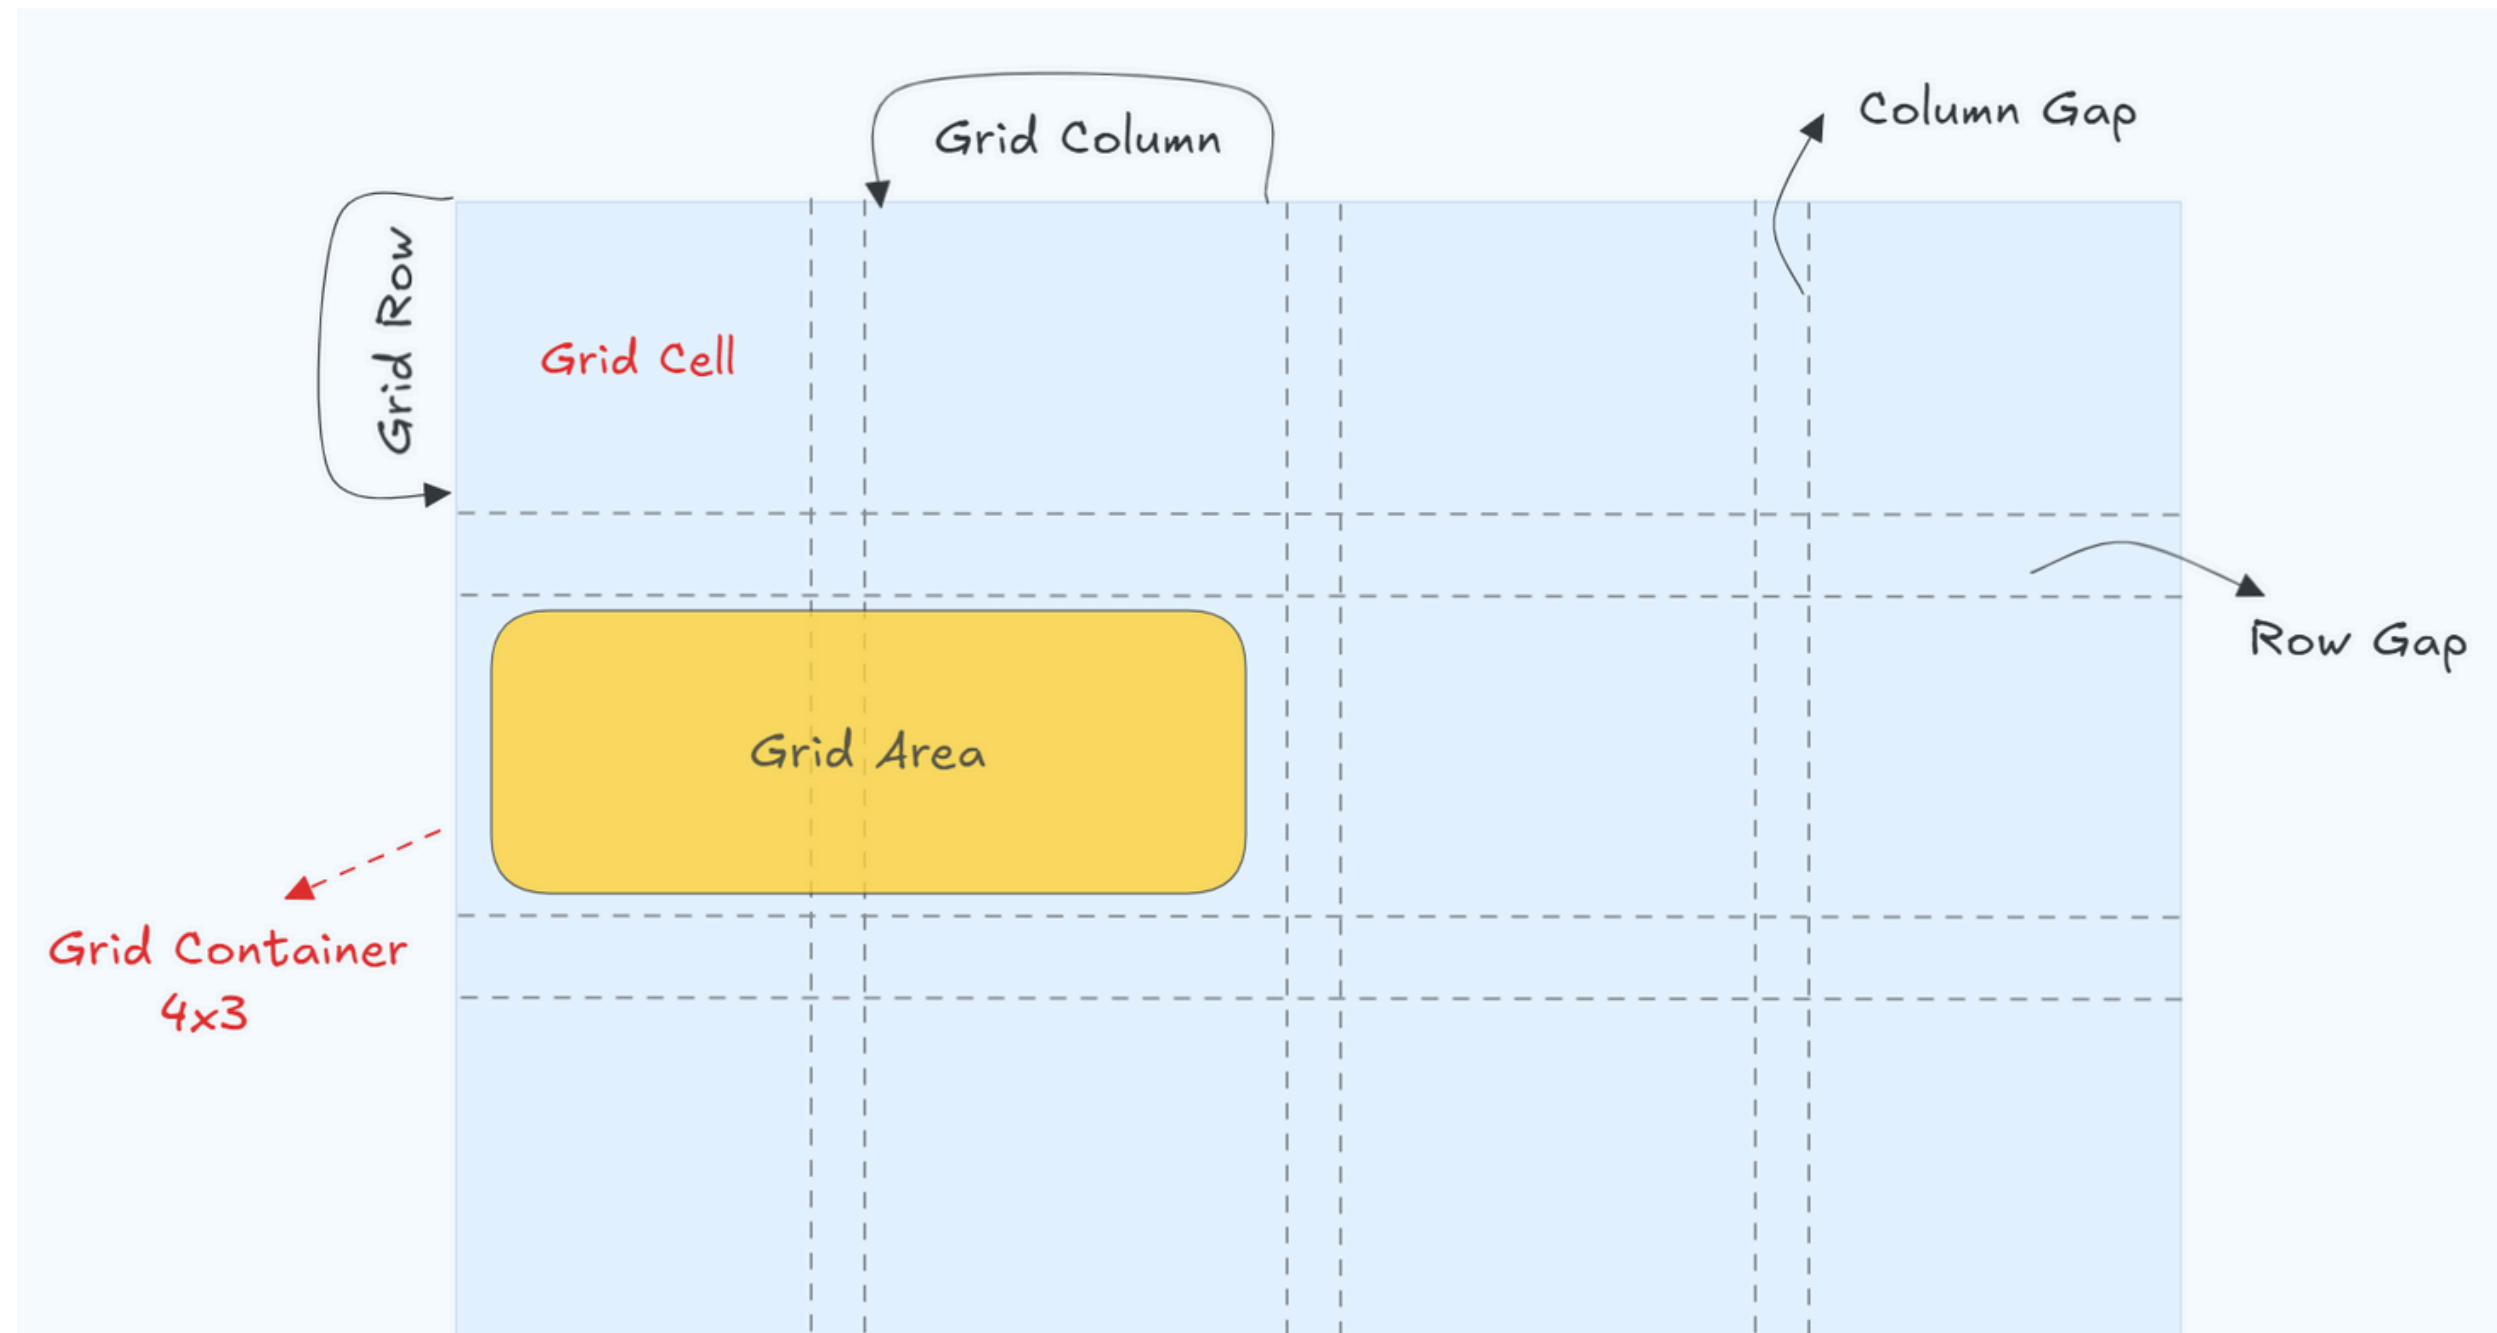 Column Gap
Grid Column
Grid Row
Grid Cell
Row Gap
Grid Area
Grid Container
4x3